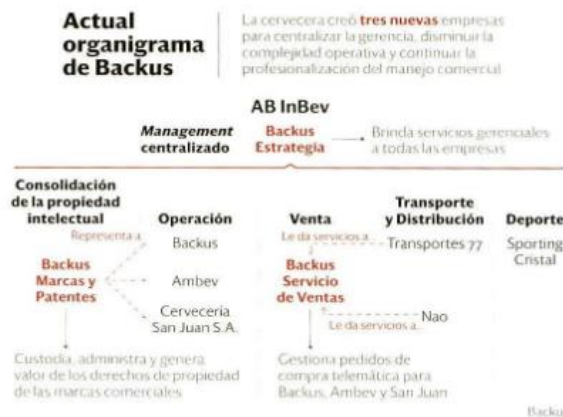 Actual
organigrama
de Backus
La cervecera creó tres nuevas empresas
para centralizar la gerencia, disminuir la
complejidad operativa y continuar la
profesionalización del manejo comercial
AB InBev
Management
centralizado
Backus
Estrategia
Brinda servicios gerenciales
a todas las empresas
Consolidación
de la propiedad
intelectual
Operación
Venta
Transporte
y Distribución
Deporte
Representa a
Backus
Marcas y
Patentes
Backus
Ambev
Cervecería
San Juan S.A.
Le da servicios a...
Transportes 77
Backus
Servicio
de Ventas
Nao
Le da servicios a...
Sporting
Cristal
Custodia, administra y genera
valor de los derechos de propiedad
de las marcas comerciales
Gestiona pedidos de
compra telemática para
Backus, Ambev y San Juan
Backu